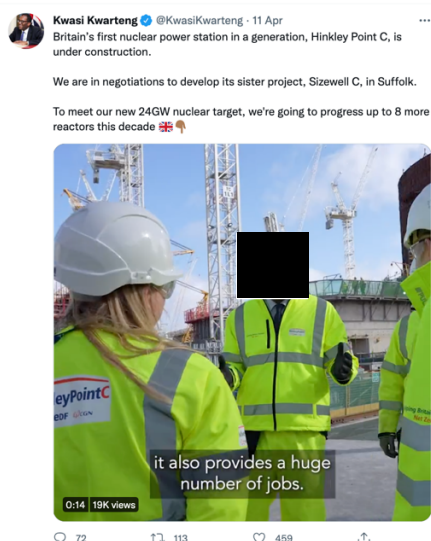 Kwasi Kwarteng @KwasiKwarteng · 11 Apr
Britain's first nuclear power station in a generation, Hinkley Point C, is
under construction.
We are in negotiations to develop its sister project, Sizewell C, in Suffolk.
To meet our new 24GW nuclear target, we're going to progress up to 8 more
reactors this decade 🇬🇧👇🏽
eyPointC
eDF
it also provides a huge
number of jobs.
0:14 19K views
72 113 459